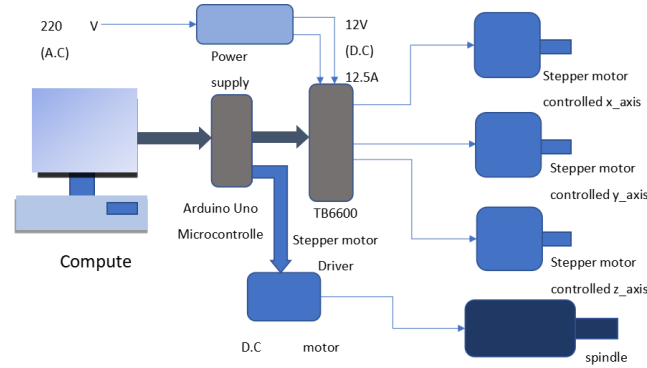 220 V
(A.C)
Power
supply
12V
(D.C)
12.5A
Stepper motor
controlled x_axis
Stepper motor
controlled y_axis
Stepper motor
controlled z_axis
TB6600
Stepper motor
Driver
Arduino Uno
Microcontrolle
Compute
D.C motor
spindle